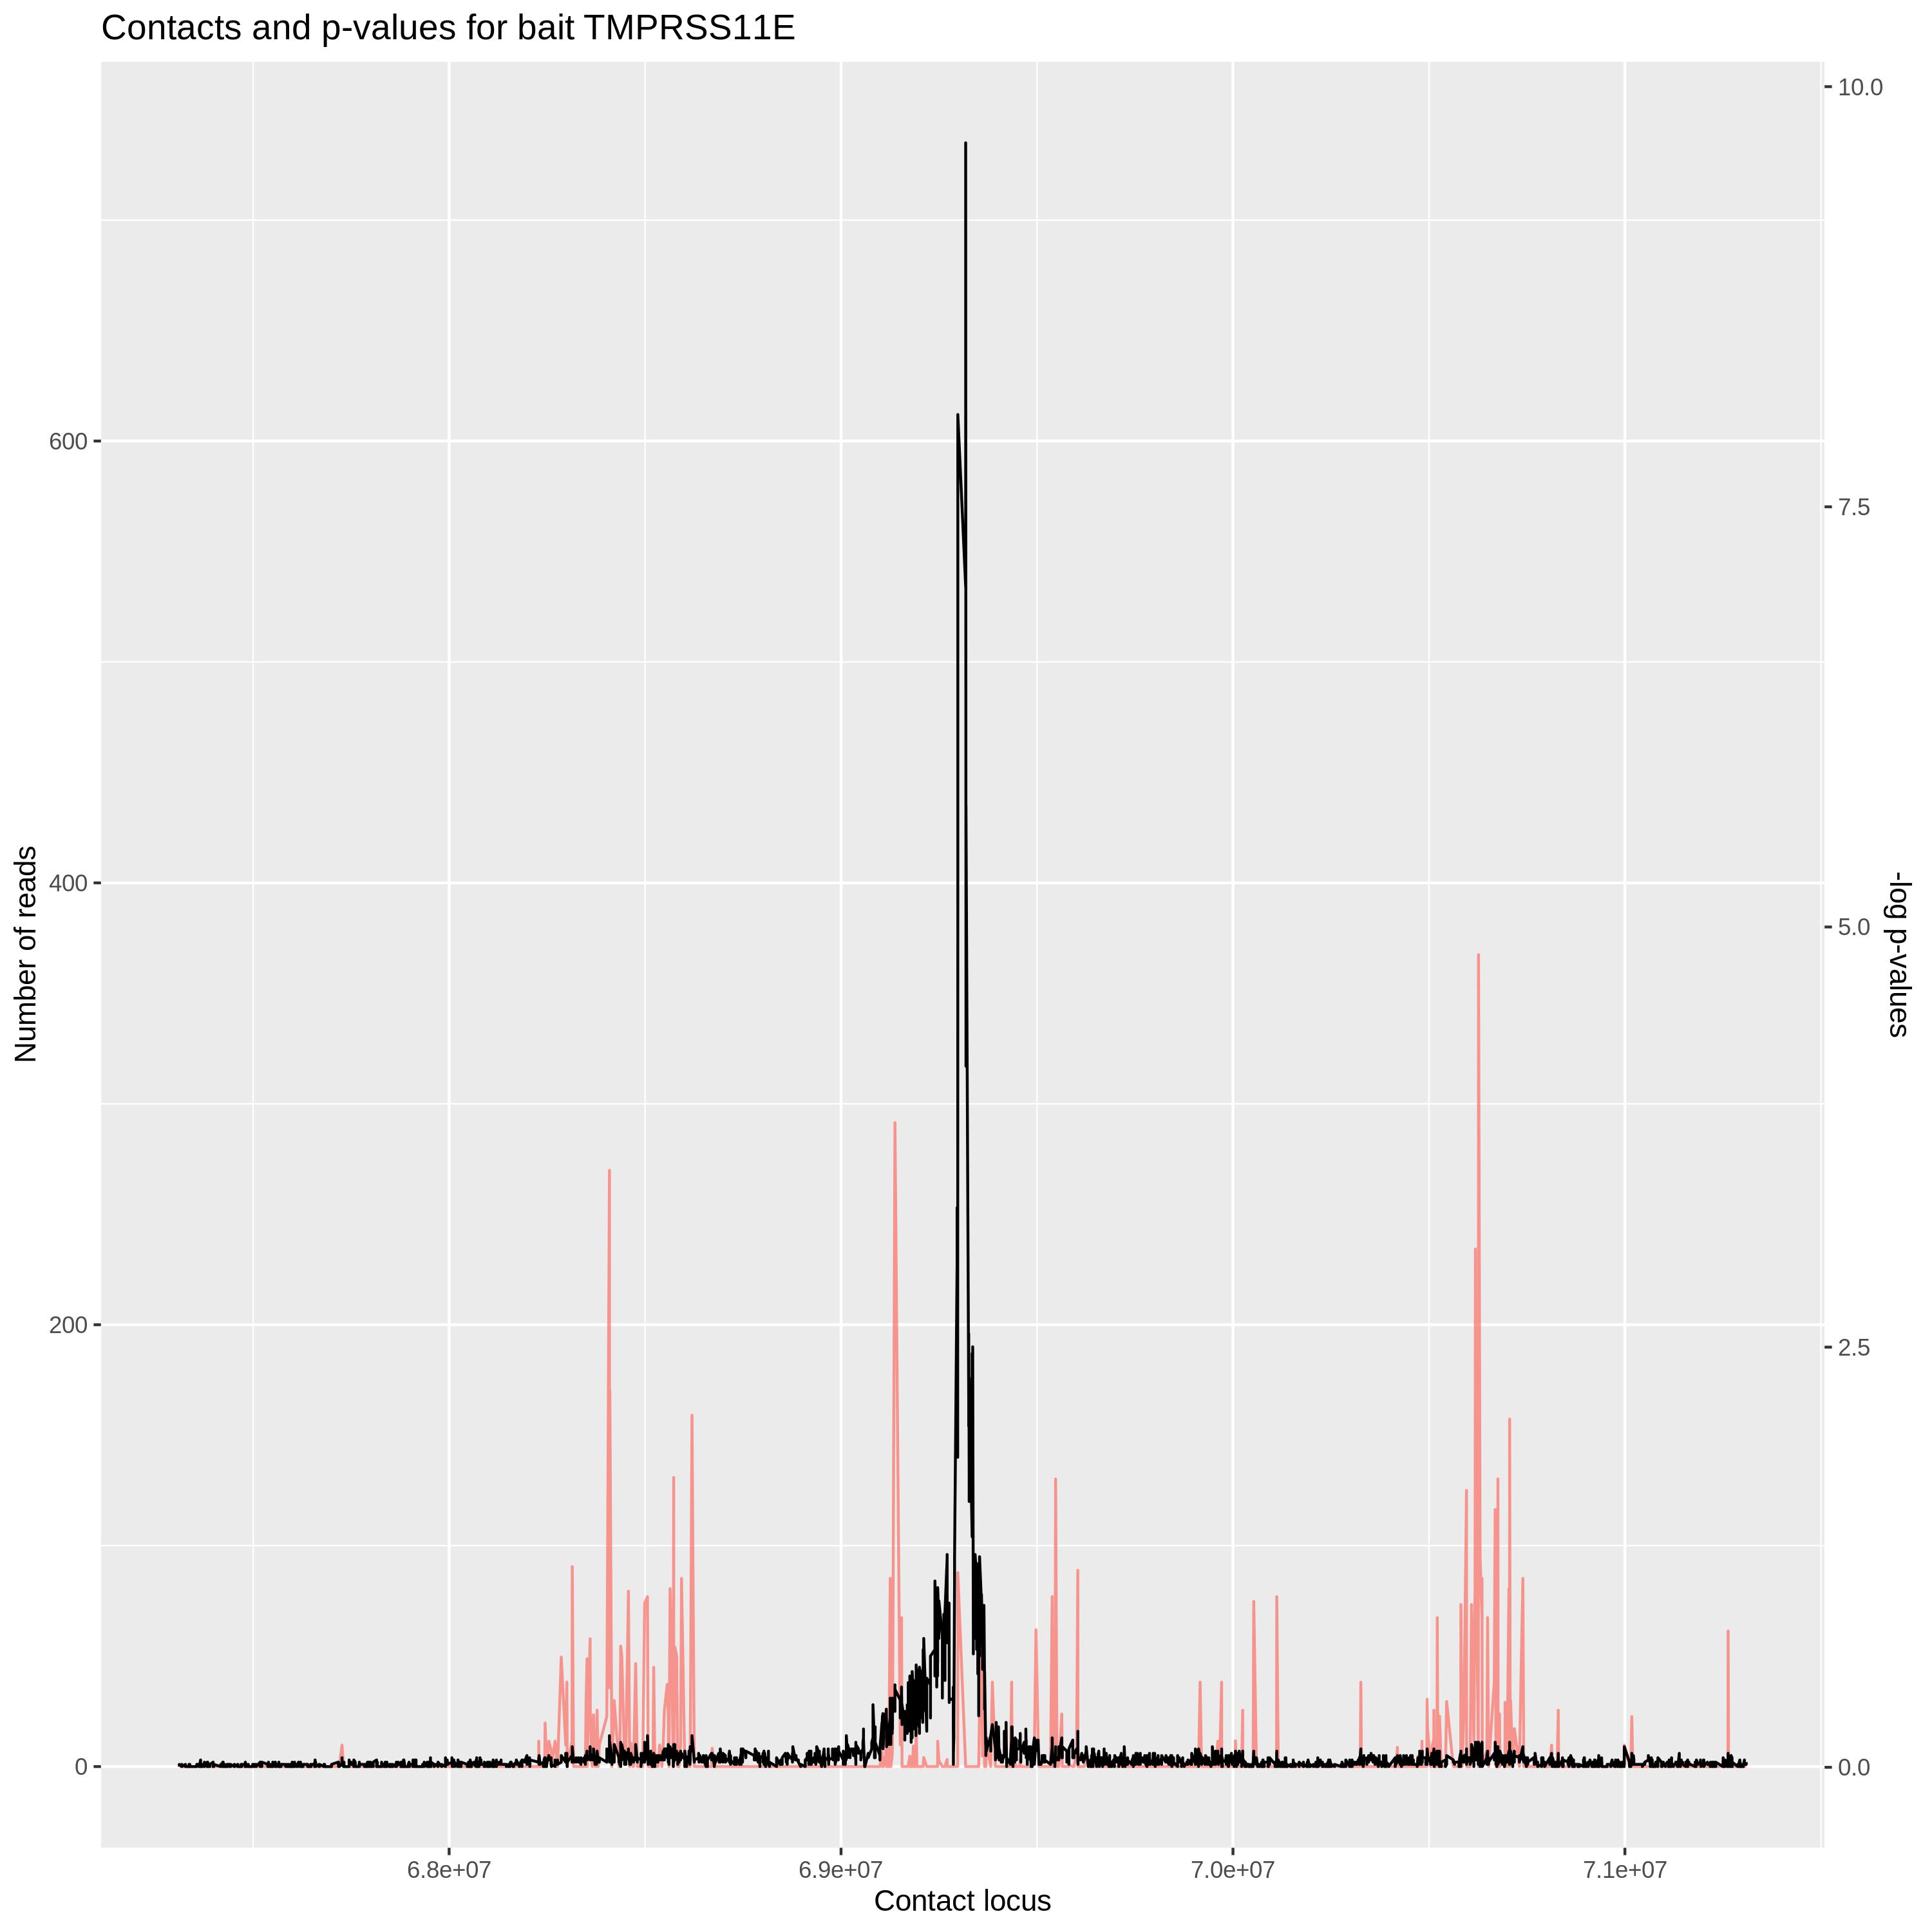 Contacts and p-values for bait TMPRSS11E
Number of reads
600
400
200
0
10.0
7.5
5.0
2.5
0.0
-log p-values
6.8e+07
6.9e+07
7.0e+07
7.1e+07
Contact locus